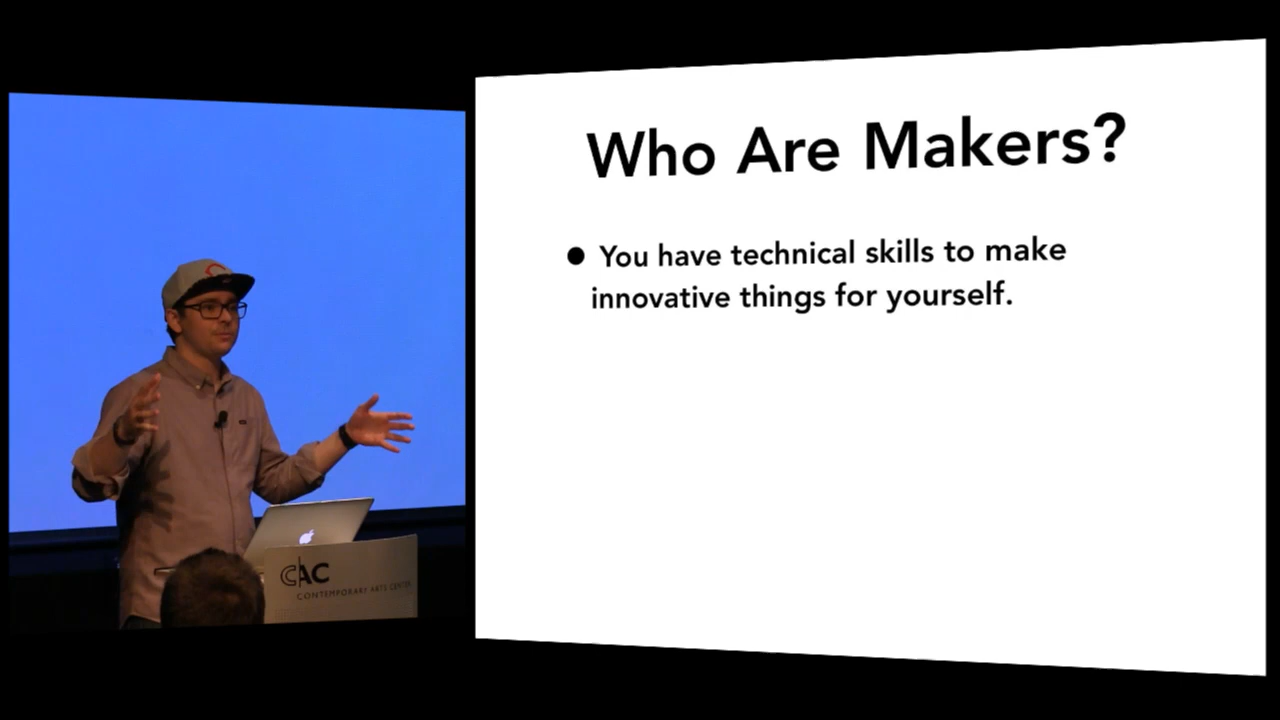 Who Are Makers?
● You have technical skills to make
innovative things for yourself.
CAC
CONTEMPORARY ARTS CENTER